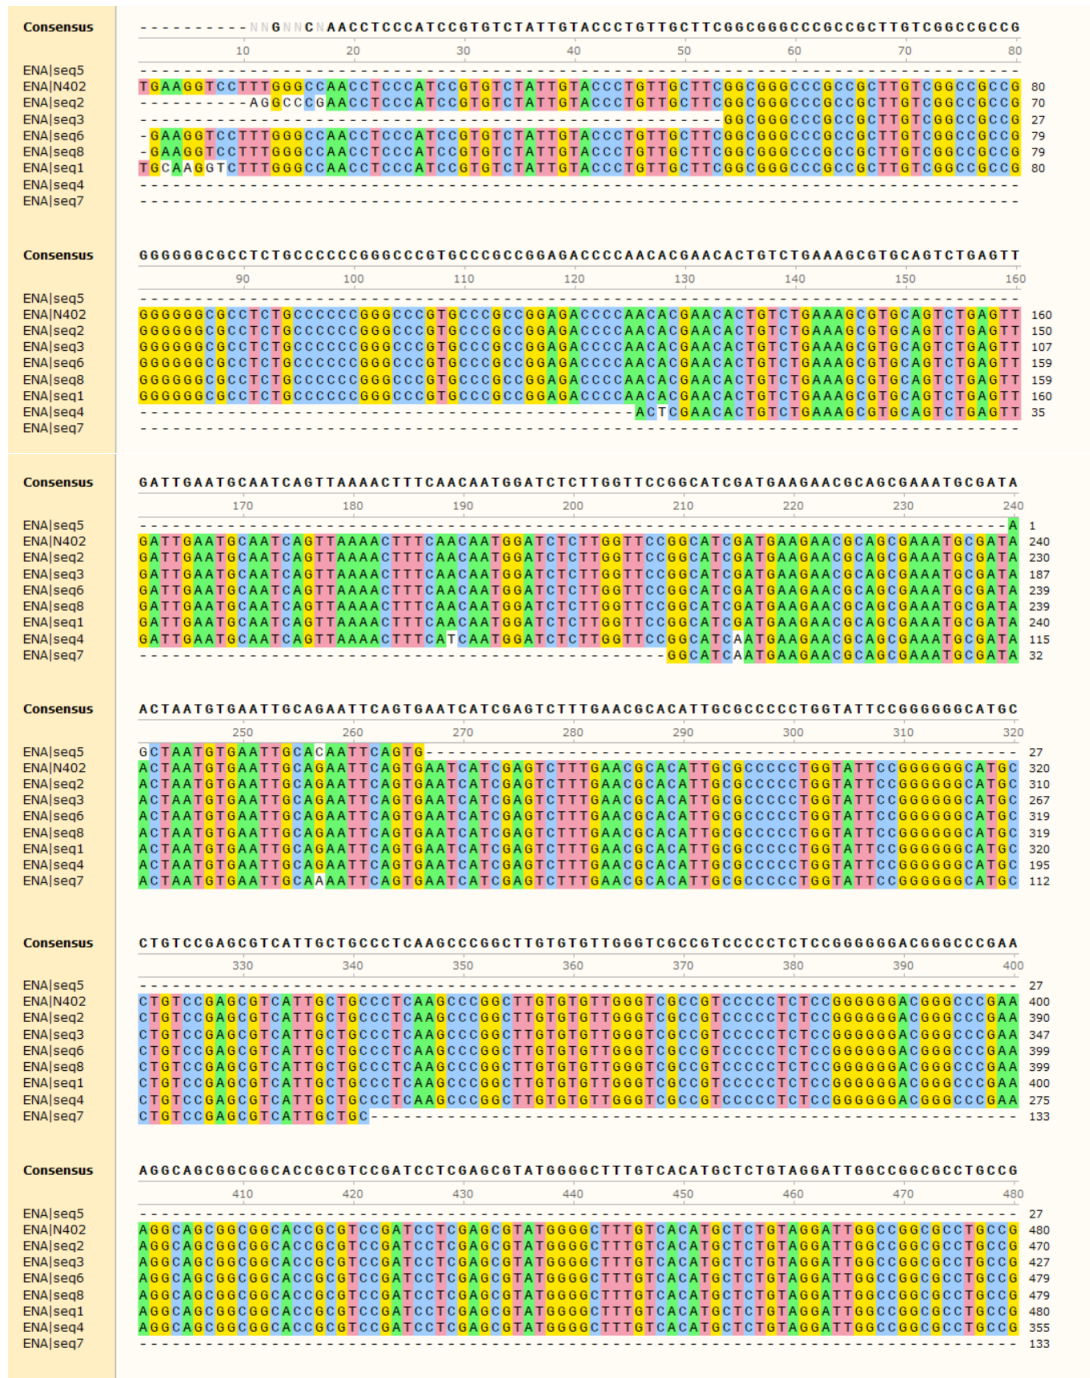 Consensus ----------NNGNNCNAACCTCCCATCCGTGTCTATTGTACCCTGTTGCTTCGGCGGGCCCGCCGCTTGTCGGCCGCCG
10 20 30 40 50 60 70 80
ENA|seq5 --------------------------------------------------------------------------------
ENA|N402 TGAAGGTCCTTTGGGCCAACCTCCCATCCGTGTCTATTGTACCCTGTTGCTTCGGCGGGCCCGCCGCTTGTCGGCCGCCG 80
ENA|seq2 ----------AGGCCCGAACCTCCCATCCGTGTCTATTGTACCCTGTTGCTTCGGCGGGCCCGCCGCTTGTCGGCCGCCG 70
ENA|seq3 -----------------------------------------------------GGCGGGCCCGCCGCTTGTCGGCCGCCG 27
ENA|seq6 -GAAGGTCCTTTGGGCCAACCTCCCATCCGTGTCTATTGTACCCTGTTGCTTCGGCGGGCCCGCCGCTTGTCGGCCGCCG 79
ENA|seq8 -GAAGGTCCTTTGGGCCAACCTCCCATCCGTGTCTATTGTACCCTGTTGCTTCGGCGGGCCCGCCGCTTGTCGGCCGCCG 79
ENA|seq1 TGCAAGGTCTTTGGGCCAACCTCCCATCCGTGTCTATTGTACCCTGTTGCTTCGGCGGGCCCGCCGCTTGTCGGCCGCCG 80
ENA|seq4 --------------------------------------------------------------------------------
ENA|seq7 --------------------------------------------------------------------------------
Consensus GGGGGGCGCCTCTGCCCCCCGGGCCCGTGCCCGCCGGAGACCCCAACACGAACACTGTCTGAAAGCGTGCAGTCTGAGTT
90 100 110 120 130 140 150 160
ENA|seq5 --------------------------------------------------------------------------------
ENA|N402 GGGGGGCGCCTCTGCCCCCCGGGCCCGTGCCCGCCGGAGACCCCAACACGAACACTGTCTGAAAGCGTGCAGTCTGAGTT 160
ENA|seq2 GGGGGGCGCCTCTGCCCCCCGGGCCCGTGCCCGCCGGAGACCCCAACACGAACACTGTCTGAAAGCGTGCAGTCTGAGTT 150
ENA|seq3 GGGGGGCGCCTCTGCCCCCCGGGCCCGTGCCCGCCGGAGACCCCAACACGAACACTGTCTGAAAGCGTGCAGTCTGAGTT 107
ENA|seq6 GGGGGGCGCCTCTGCCCCCCGGGCCCGTGCCCGCCGGAGACCCCAACACGAACACTGTCTGAAAGCGTGCAGTCTGAGTT 159
ENA|seq8 GGGGGGCGCCTCTGCCCCCCGGGCCCGTGCCCGCCGGAGACCCCAACACGAACACTGTCTGAAAGCGTGCAGTCTGAGTT 159
ENA|seq1 GGGGGGCGCCTCTGCCCCCCGGGCCCGTGCCCGCCGGAGACCCCAACACGAACACTGTCTGAAAGCGTGCAGTCTGAGTT 160
ENA|seq4 ---------------------------------------------ACTCGAACACTGTCTGAAAGCGTGCAGTCTGAGTT 35
ENA|seq7 --------------------------------------------------------------------------------
Consensus GATTGAATGCAATCAGTTAAAACTTTCAACAATGGATCTCTTGGTTCCGGCATCGATGAAGAACGCAGCGAAATGCGATA
170 180 190 200 210 220 230 240
ENA|seq5 -------------------------------------------------------------------------------A 1
ENA|N402 GATTGAATGCAATCAGTTAAAACTTTCAACAATGGATCTCTTGGTTCCGGCATCGATGAAGAACGCAGCGAAATGCGATA 240
ENA|seq2 GATTGAATGCAATCAGTTAAAACTTTCAACAATGGATCTCTTGGTTCCGGCATCGATGAAGAACGCAGCGAAATGCGATA 230
ENA|seq3 GATTGAATGCAATCAGTTAAAACTTTCAACAATGGATCTCTTGGTTCCGGCATCGATGAAGAACGCAGCGAAATGCGATA 187
ENA|seq6 GATTGAATGCAATCAGTTAAAACTTTCAACAATGGATCTCTTGGTTCCGGCATCGATGAAGAACGCAGCGAAATGCGATA 239
ENA|seq8 GATTGAATGCAATCAGTTAAAACTTTCAACAATGGATCTCTTGGTTCCGGCATCGATGAAGAACGCAGCGAAATGCGATA 239
ENA|seq1 GATTGAATGCAATCAGTTAAAACTTTCAACAATGGATCTCTTGGTTCCGGCATCGATGAAGAACGCAGCGAAATGCGATA 240
ENA|seq4 GATTGAATGCAATCAGTTAAAACTTTCATCAATGGATCTCTTGGTTCCGGCATCAATGAAGAACGCAGCGAAATGCGATA 115
ENA|seq7 ------------------------------------------------GGCATCAATGAAGAACGCAGCGAAATGCGATA 32
Consensus ACTAATGTGAATTGCAGAATTCAGTGAATCATCGAGTCTTTGAACGCACATTGCGCCCCCTGGTATTCCGGGGGGCATGC
250 260 270 280 290 300 310 320
ENA|seq5 GCTAATGTGAATTGCACAATTCAGTG------------------------------------------------------ 27
ENA|N402 ACTAATGTGAATTGCAGAATTCAGTGAATCATCGAGTCTTTGAACGCACATTGCGCCCCCTGGTATTCCGGGGGGCATGC 320
ENA|seq2 ACTAATGTGAATTGCAGAATTCAGTGAATCATCGAGTCTTTGAACGCACATTGCGCCCCCTGGTATTCCGGGGGGCATGC 310
ENA|seq3 ACTAATGTGAATTGCAGAATTCAGTGAATCATCGAGTCTTTGAACGCACATTGCGCCCCCTGGTATTCCGGGGGGCATGC 267
ENA|seq6 ACTAATGTGAATTGCAGAATTCAGTGAATCATCGAGTCTTTGAACGCACATTGCGCCCCCTGGTATTCCGGGGGGCATGC 319
ENA|seq8 ACTAATGTGAATTGCAGAATTCAGTGAATCATCGAGTCTTTGAACGCACATTGCGCCCCCTGGTATTCCGGGGGGCATGC 319
ENA|seq1 ACTAATGTGAATTGCAGAATTCAGTGAATCATCGAGTCTTTGAACGCACATTGCGCCCCCTGGTATTCCGGGGGGCATGC 320
ENA|seq4 ACTAATGTGAATTGCAGAATTCAGTGAATCATCGAGTCTTTGAACGCACATTGCGCCCCCTGGTATTCCGGGGGGCATGC 195
ENA|seq7 ACTAATGTGAATTGCAAAATTCAGTGAATCATCGAGTCTTTGAACGCACATTGCGCCCCCTGGTATTCCGGGGGGCATGC 112
Consensus CTGTCCGAGCGTCATTGCTGCCCTCAAGCCCGGCTTGTGTGTTGGGTCGCCGTCCCCCTCTCCGGGGGGACGGGCCCGAA
330 340 350 360 370 380 390 400
ENA|seq5 -------------------------------------------------------------------------------- 27
ENA|N402 CTGTCCGAGCGTCATTGCTGCCCTCAAGCCCGGCTTGTGTGTTGGGTCGCCGTCCCCCTCTCCGGGGGGACGGGCCCGAA 400
ENA|seq2 CTGTCCGAGCGTCATTGCTGCCCTCAAGCCCGGCTTGTGTGTTGGGTCGCCGTCCCCCTCTCCGGGGGGACGGGCCCGAA 390
ENA|seq3 CTGTCCGAGCGTCATTGCTGCCCTCAAGCCCGGCTTGTGTGTTGGGTCGCCGTCCCCCTCTCCGGGGGGACGGGCCCGAA 347
ENA|seq6 CTGTCCGAGCGTCATTGCTGCCCTCAAGCCCGGCTTGTGTGTTGGGTCGCCGTCCCCCTCTCCGGGGGGACGGGCCCGAA 399
ENA|seq8 CTGTCCGAGCGTCATTGCTGCCCTCAAGCCCGGCTTGTGTGTTGGGTCGCCGTCCCCCTCTCCGGGGGGACGGGCCCGAA 399
ENA|seq1 CTGTCCGAGCGTCATTGCTGCCCTCAAGCCCGGCTTGTGTGTTGGGTCGCCGTCCCCCTCTCCGGGGGGACGGGCCCGAA 400
ENA|seq4 CTGTCCGAGCGTCATTGCTGCCCTCAAGCCCGGCTTGTGTGTTGGGTCGCCGTCCCCCTCTCCGGGGGGACGGGCCCGAA 275
ENA|seq7 CTGTCCGAGCGTCATTGCTGC----------------------------------------------------------- 133
Consensus AGGCAGCGGCGGCACCGCGTCCGATCCTCGAGCGTATGGGGCTTTGTCACATGCTCTGTAGGATTGGCCGGCGCCTGCCG
410 420 430 440 450 460 470 480
ENA|seq5 -------------------------------------------------------------------------------- 27
ENA|N402 AGGCAGCGGCGGCACCGCGTCCGATCCTCGAGCGTATGGGGCTTTGTCACATGCTCTGTAGGATTGGCCGGCGCCTGCCG 480
ENA|seq2 AGGCAGCGGCGGCACCGCGTCCGATCCTCGAGCGTATGGGGCTTTGTCACATGCTCTGTAGGATTGGCCGGCGCCTGCCG 470
ENA|seq3 AGGCAGCGGCGGCACCGCGTCCGATCCTCGAGCGTATGGGGCTTTGTCACATGCTCTGTAGGATTGGCCGGCGCCTGCCG 427
ENA|seq6 AGGCAGCGGCGGCACCGCGTCCGATCCTCGAGCGTATGGGGCTTTGTCACATGCTCTGTAGGATTGGCCGGCGCCTGCCG 479
ENA|seq8 AGGCAGCGGCGGCACCGCGTCCGATCCTCGAGCGTATGGGGCTTTGTCACATGCTCTGTAGGATTGGCCGGCGCCTGCCG 479
ENA|seq1 AGGCAGCGGCGGCACCGCGTCCGATCCTCGAGCGTATGGGGCTTTGTCACATGCTCTGTAGGATTGGCCGGCGCCTGCCG 480
ENA|seq4 AGGCAGCGGCGGCACCGCGTCCGATCCTCGAGCGTATGGGGCTTTGTCACATGCTCTGTAGGATTGGCCGGCGCCTGCCG 355
ENA|seq7 -------------------------------------------------------------------------------- 133